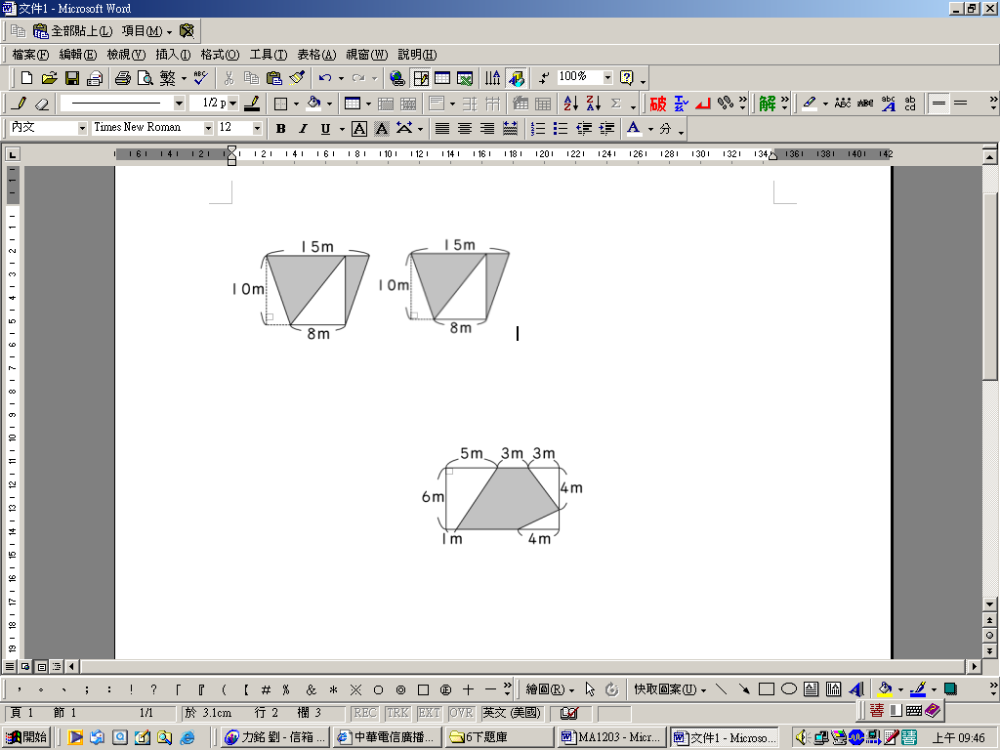 文件1 - Microsoft Word
全部貼上(L) 項目(M)
檔案(F) 編輯(E) 檢視(V) 插入(I) 格式(O) 工具(T) 表格(A) 視窗(W) 說明(H)
繁 100%
1/2 p 破 解
內文 Times New Roman 12 B I U A A A 分
15m 15m
10m 10m
8m 8m
5m 3m 3m
6m 4m
1m 4m
繪圖(R) 快取圖案(U)
頁 1 節 1 1/1 於 3.1cm 行 2 欄 3 REC TRK EXT OVR 英文 (美國)
開始 力銘 劉 - 信箱 ... 中華電信廣播... 6下題庫 MA1203 - Micr... 文件1 - Microso... 上午 09:46